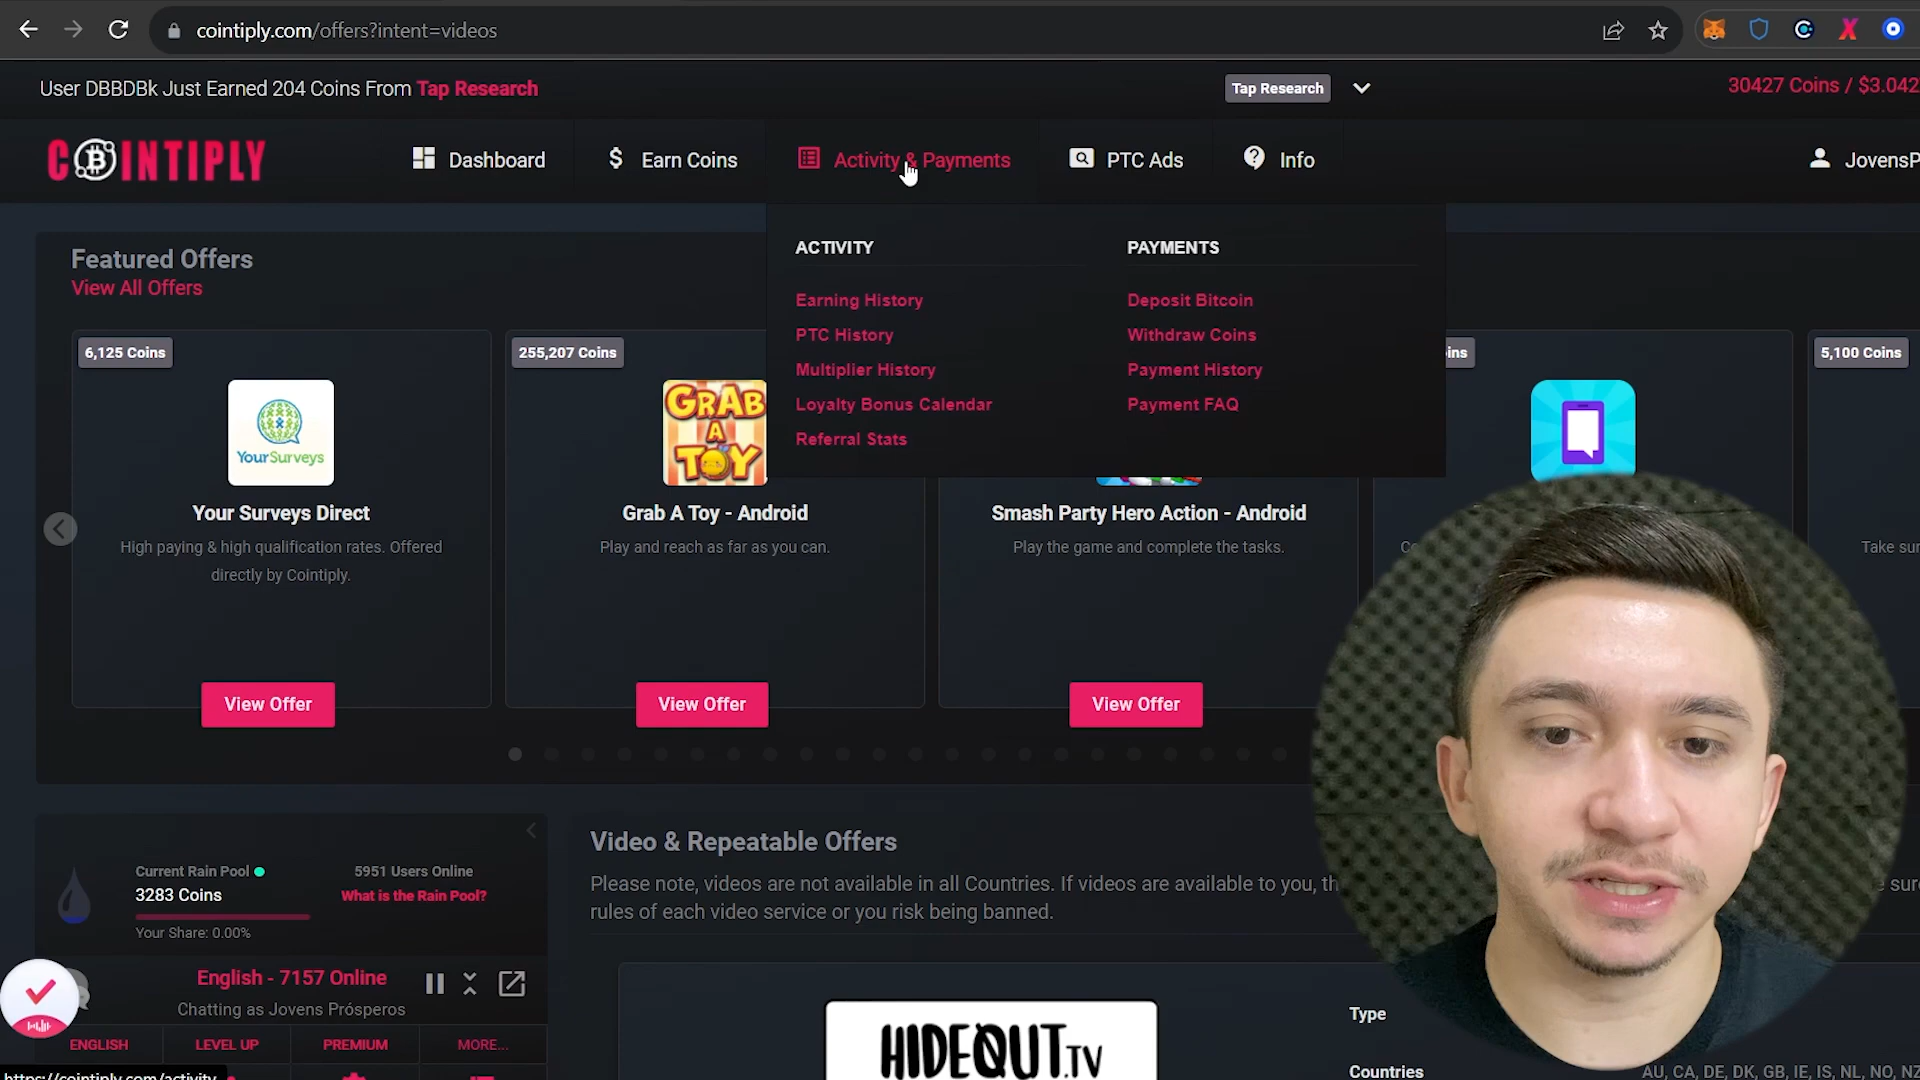 cointiply.com/offers?intent=videos
User DBBDBk Just Earned 204 Coins From Tap Research
Tap Research
30427 Coins / $3.042
COINTIPLY
Dashboard
Earn Coins
Activity & Payments
PTC Ads
Info
JovensP
ACTIVITY
Earning History
PTC History
Multiplier History
Loyalty Bonus Calendar
Referral Stats
PAYMENTS
Deposit Bitcoin
Withdraw Coins
Payment History
Payment FAQ
Featured Offers
View All Offers
6,125 Coins
YourSurveys
Your Surveys Direct
High paying & high qualification rates. Offered
directly by Cointiply.
View Offer
255,207 Coins
GRAB
A
TOY
Grab A Toy - Android
Play and reach as far as you can.
View Offer
Smash Party Hero Action - Android
Play the game and complete the tasks.
View Offer
ins
5,100 Coins
Take sur
Current Rain Pool
3283 Coins
Your Share: 0.00%
5951 Users Online
What is the Rain Pool?
English - 7157 Online
Chatting as Jovens Prósperos
ENGLISH
LEVEL UP
PREMIUM
MORE...
https://cointiply.com/activity
Video & Repeatable Offers
Please note, videos are not available in all Countries. If videos are available to you, th
rules of each video service or you risk being banned.
HIDEOUT.TV
Type
Countries
AU, CA, DE, DK, GB, IE, IS, NL, NO, NZ